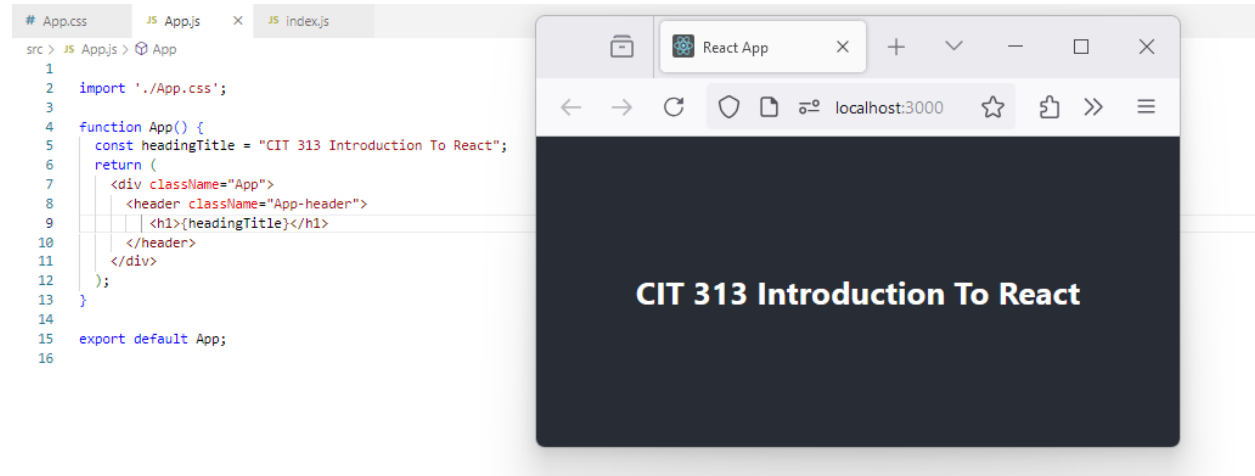 # App.css JS App.js × JS index.js
src > JS App.js > App
1
2 import './App.css';
3
4 function App() {
5 const headingTitle = "CIT 313 Introduction To React";
6 return (
7 <div className="App">
8 <header className="App-header">
9 <h1>{headingTitle}</h1>
10 </header>
11 </div>
12 );
13 }
14
15 export default App;
16
React App
localhost:3000
CIT 313 Introduction To React